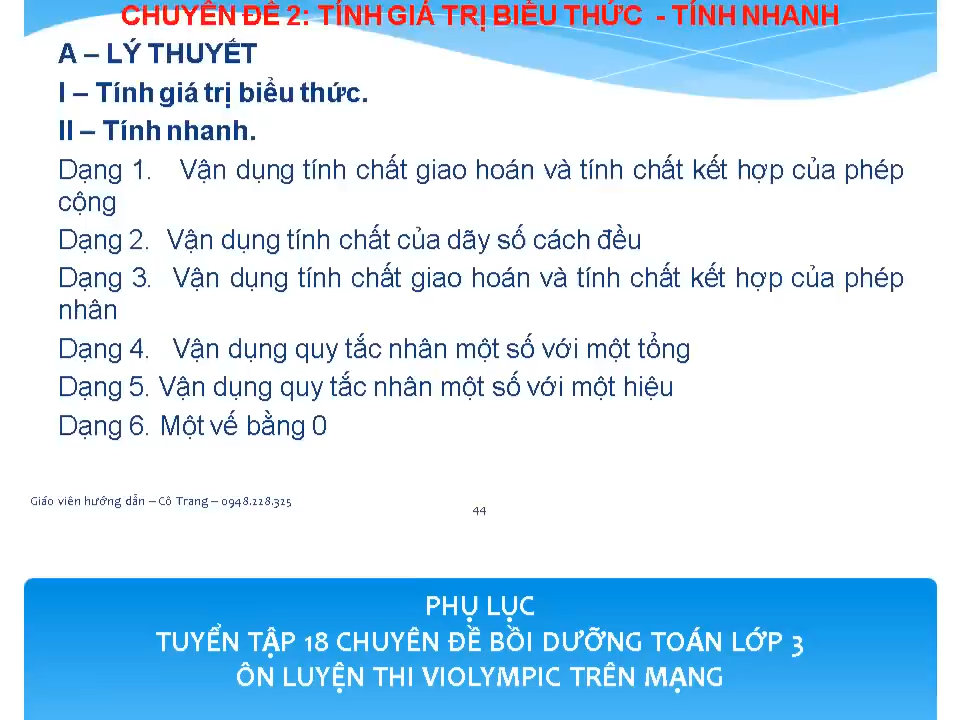 CHUYÊN ĐỀ 2: TÍNH GIÁ TRỊ BIỂU THỨC - TÍNH NHANH
A – LÝ THUYẾT
I – Tính giá trị biểu thức.
II – Tính nhanh.
Dạng 1. Vận dụng tính chất giao hoán và tính chất kết hợp của phép
cộng
Dạng 2. Vận dụng tính chất của dãy số cách đều
Dạng 3. Vận dụng tính chất giao hoán và tính chất kết hợp của phép
nhân
Dạng 4. Vận dụng quy tắc nhân một số với một tổng
Dạng 5. Vận dụng quy tắc nhân một số với một hiệu
Dạng 6. Một vế bằng 0
Giáo viên hướng dẫn – Cô Trang – 0948.228.325
44
PHỤ LỤC
TUYỂN TẬP 18 CHUYÊN ĐỀ BỒI DƯỠNG TOÁN LỚP 3
ÔN LUYỆN THI VIOLYMPIC TRÊN MẠNG